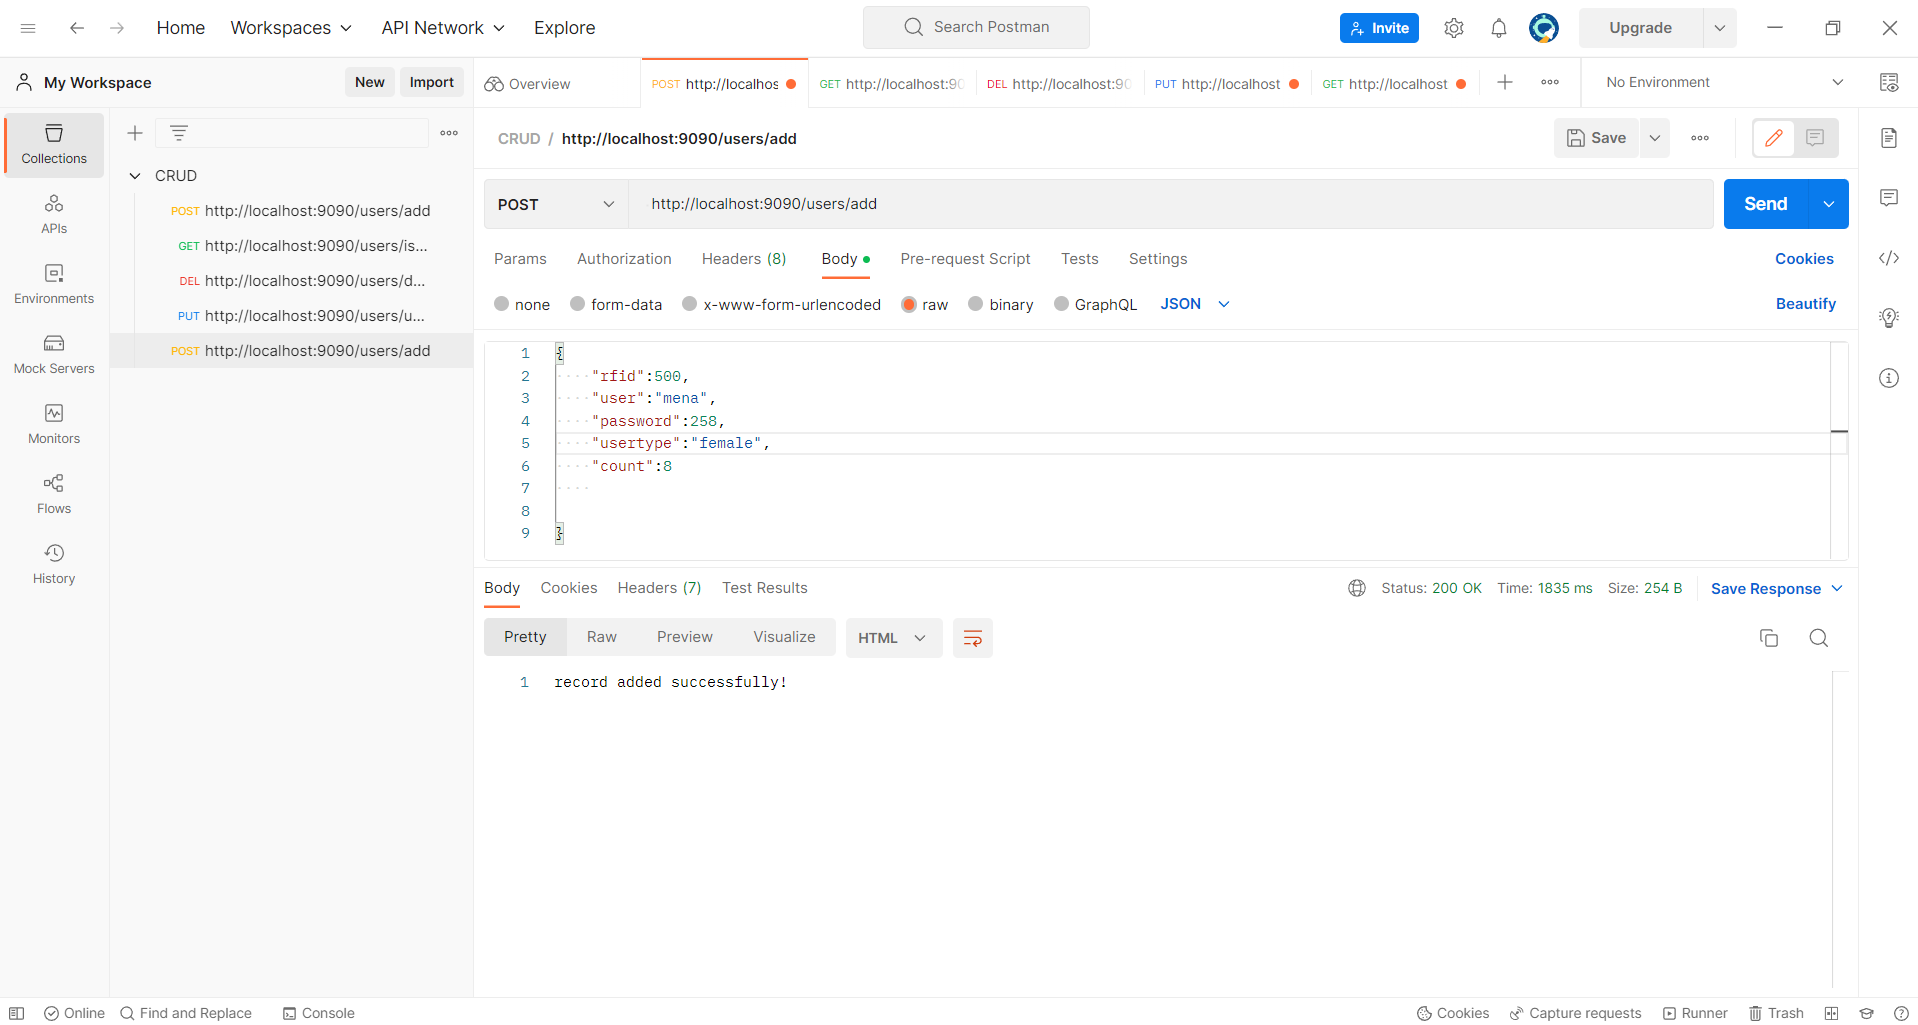 Home Workspaces API Network Explore Search Postman Invite Upgrade
My Workspace New Import Overview POST http://localhos GET http://localhost:90 DEL http://localhost:90 PUT http://localhost GET http://localhost No Environment
CRUD / http://localhost:9090/users/add Save
Collections
APIs
Environments
Mock Servers
Monitors
Flows
History
CRUD
POST http://localhost:9090/users/add
GET http://localhost:9090/users/is...
DEL http://localhost:9090/users/d...
PUT http://localhost:9090/users/u...
POST http://localhost:9090/users/add
POST http://localhost:9090/users/add Send
Params Authorization Headers (8) Body Pre-request Script Tests Settings Cookies
none form-data x-www-form-urlencoded raw binary GraphQL JSON Beautify
1 {
2 "rfid":500,
3 "user":"mena",
4 "password":258,
5 "usertype":"female",
6 "count":8
7
8
9 }
Body Cookies Headers (7) Test Results Status: 200 OK Time: 1835 ms Size: 254 B Save Response
Pretty Raw Preview Visualize HTML
1 record added successfully!
Online Find and Replace Console Cookies Capture requests Runner Trash